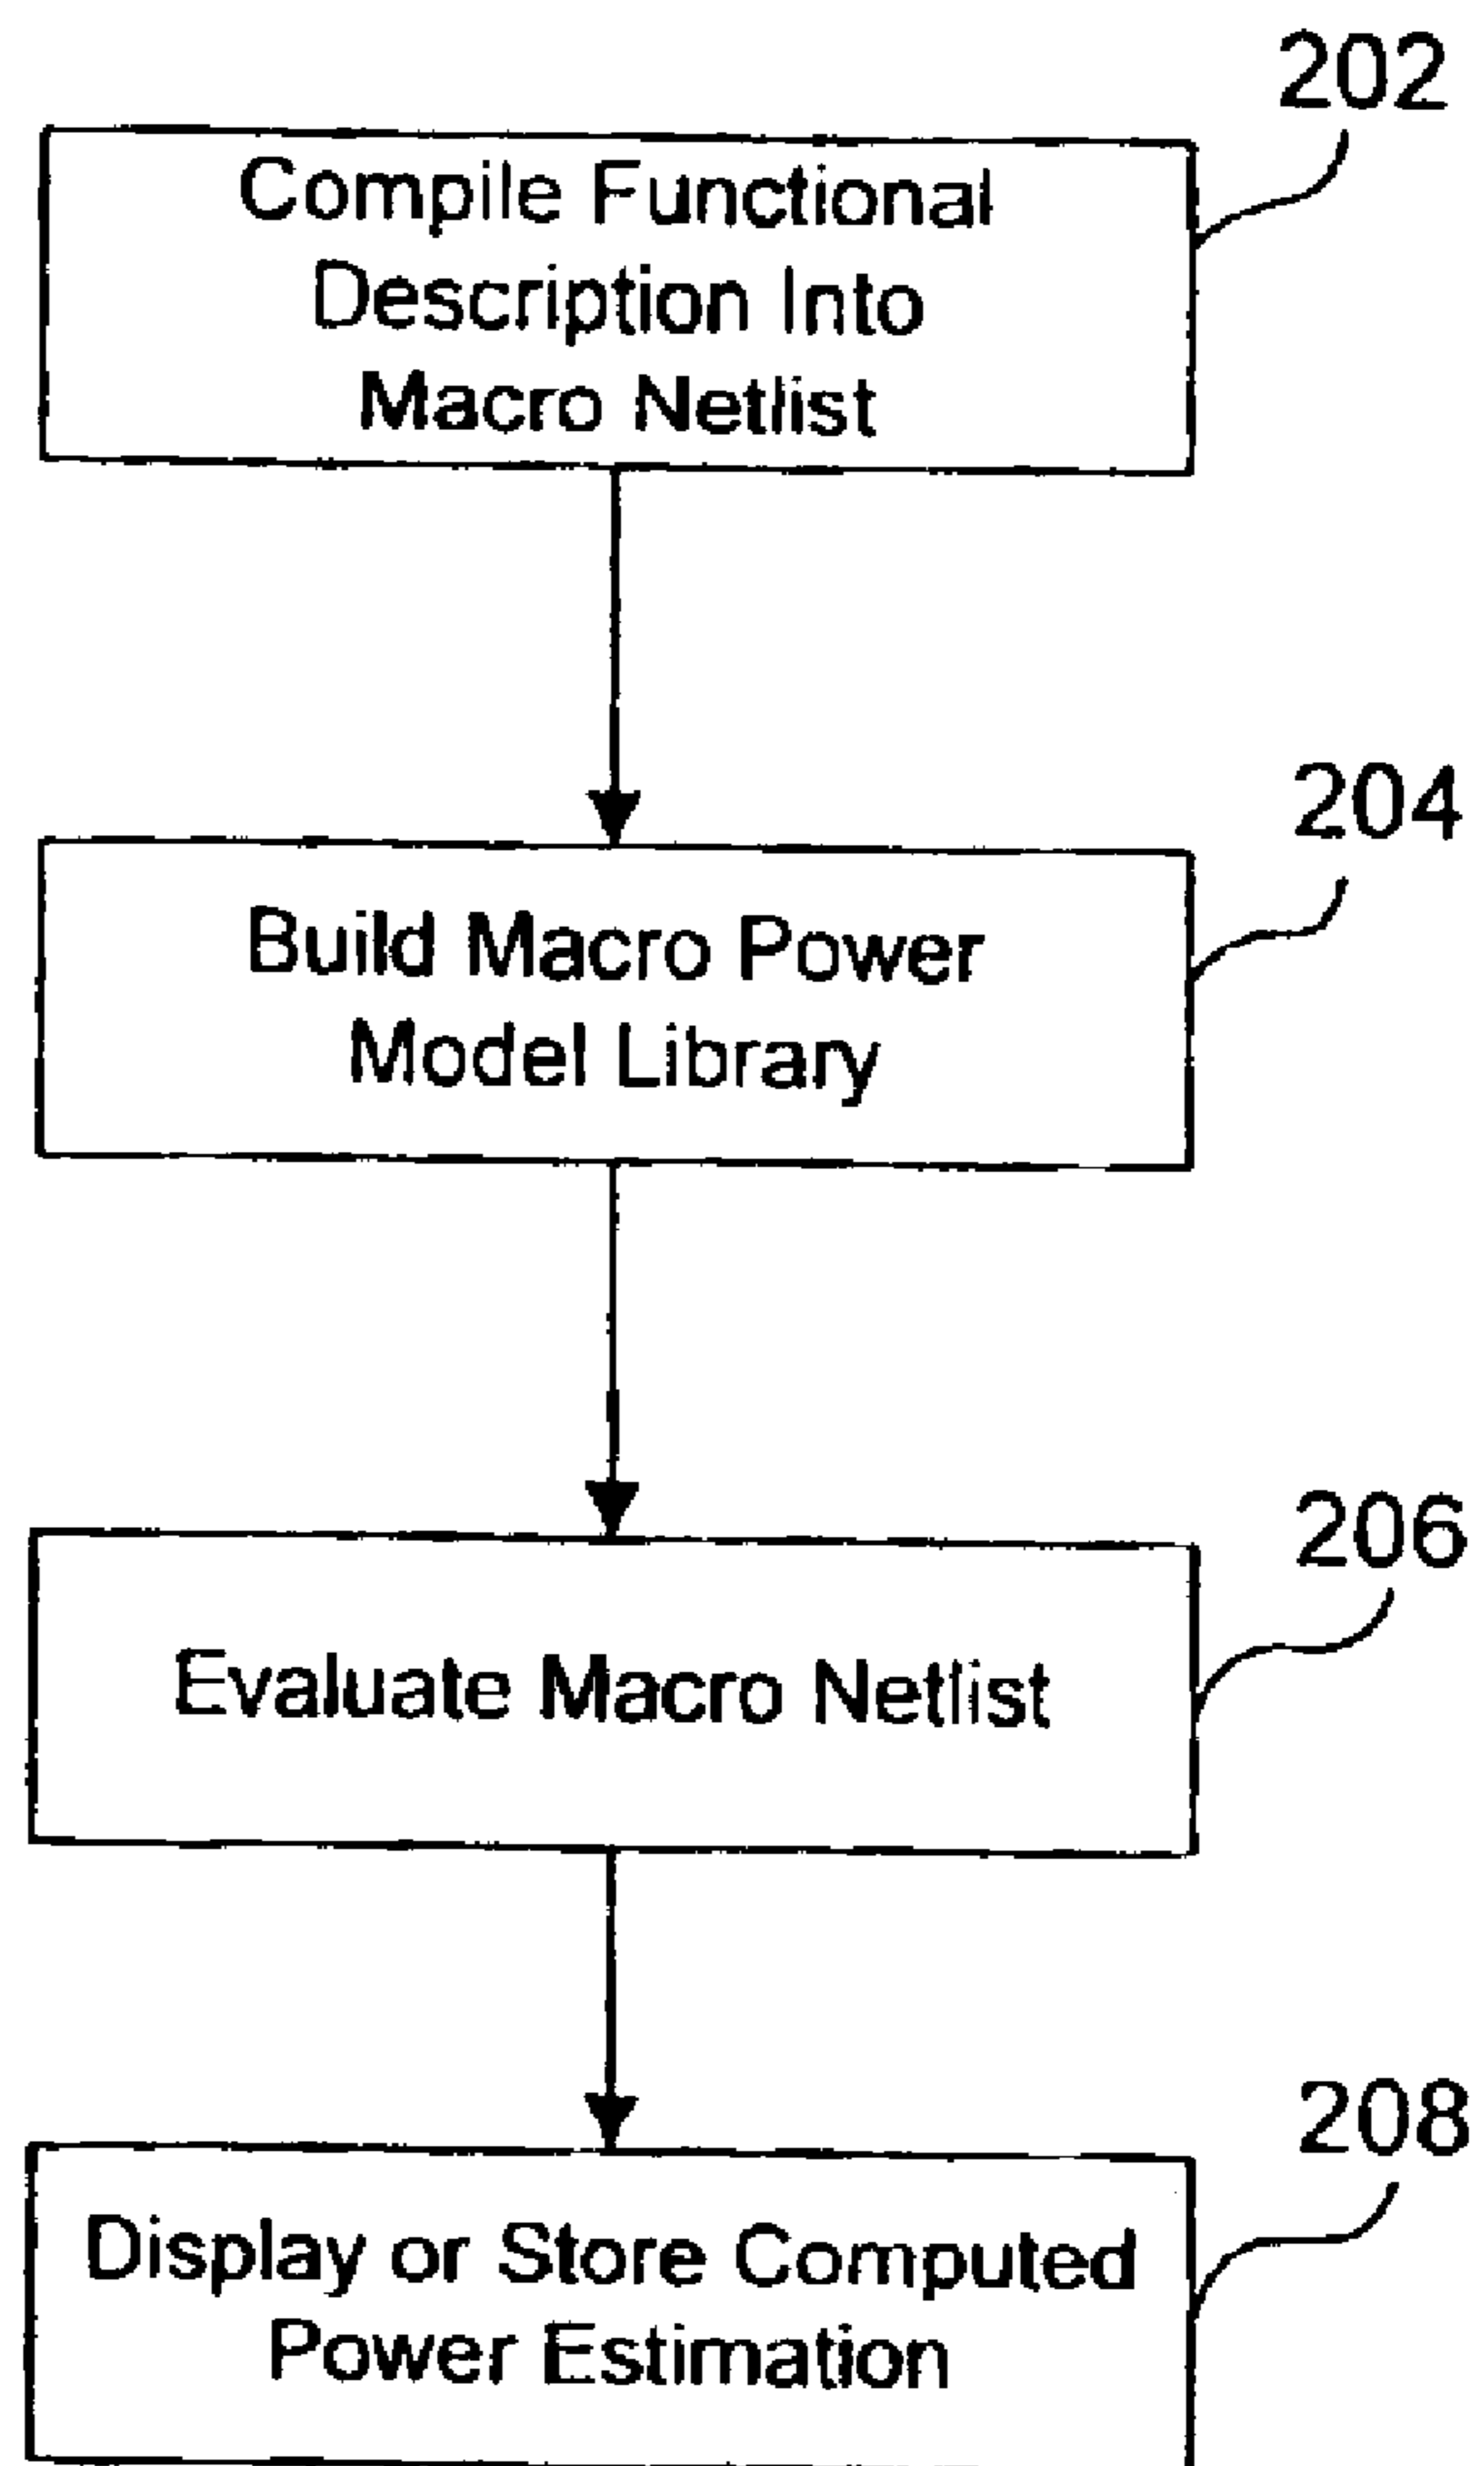 202
Compile Functional
Description Into
Macro Netlist
204
Build Macro Power
Model Library
206
Evaluate Macro Netlist
208
Display or Store Computed
Power Estimation